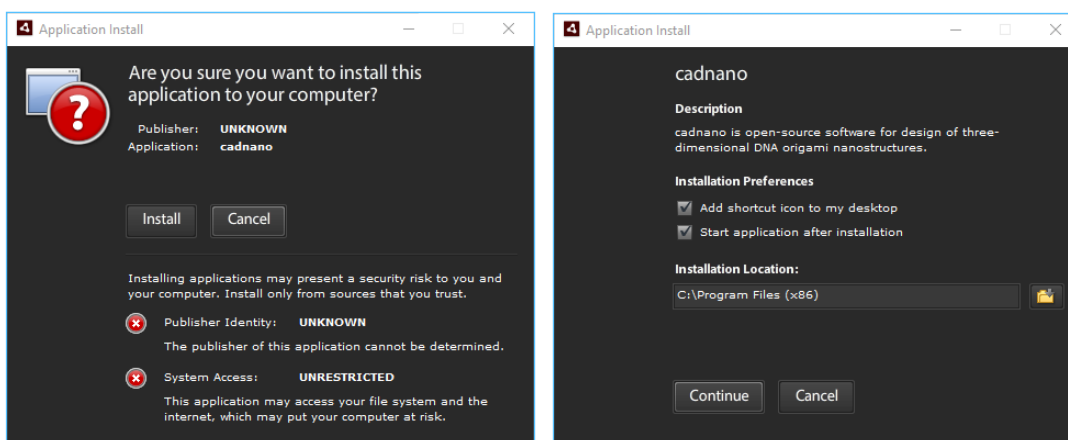 Application Install
Are you sure you want to install this
application to your computer?
Publisher: UNKNOWN
Application: cadnano
Install Cancel
Installing applications may present a security risk to you and
your computer. Install only from sources that you trust.
Publisher Identity: UNKNOWN
The publisher of this application cannot be determined.
System Access: UNRESTRICTED
This application may access your file system and the
internet, which may put your computer at risk.
Application Install
cadnano
Description
cadnano is open-source software for design of three-
dimensional DNA origami nanostructures.
Installation Preferences
Add shortcut icon to my desktop
Start application after installation
Installation Location:
C:\Program Files (x86)
Continue Cancel